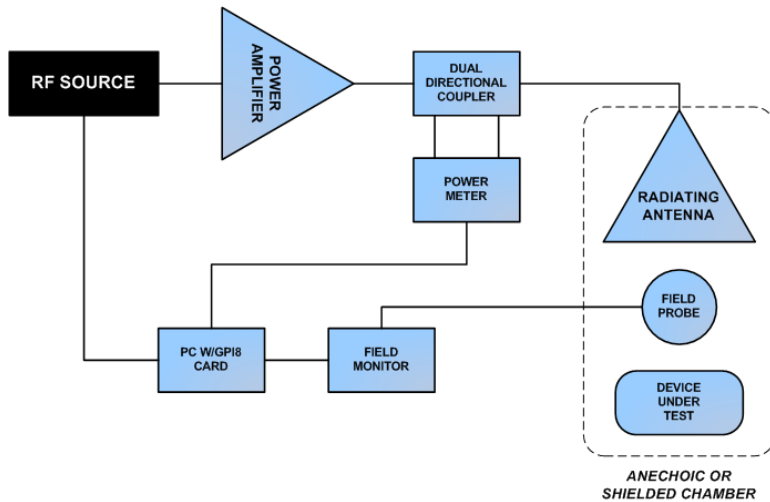 RF SOURCE
POWER
AMPLIFIER
DUAL
DIRECTIONAL
COUPLER
POWER
METER
RADIATING
ANTENNA
FIELD
PROBE
PC W/GPI8
CARD
FIELD
MONITOR
DEVICE
UNDER
TEST
ANECHOIC OR
SHIELDED CHAMBER